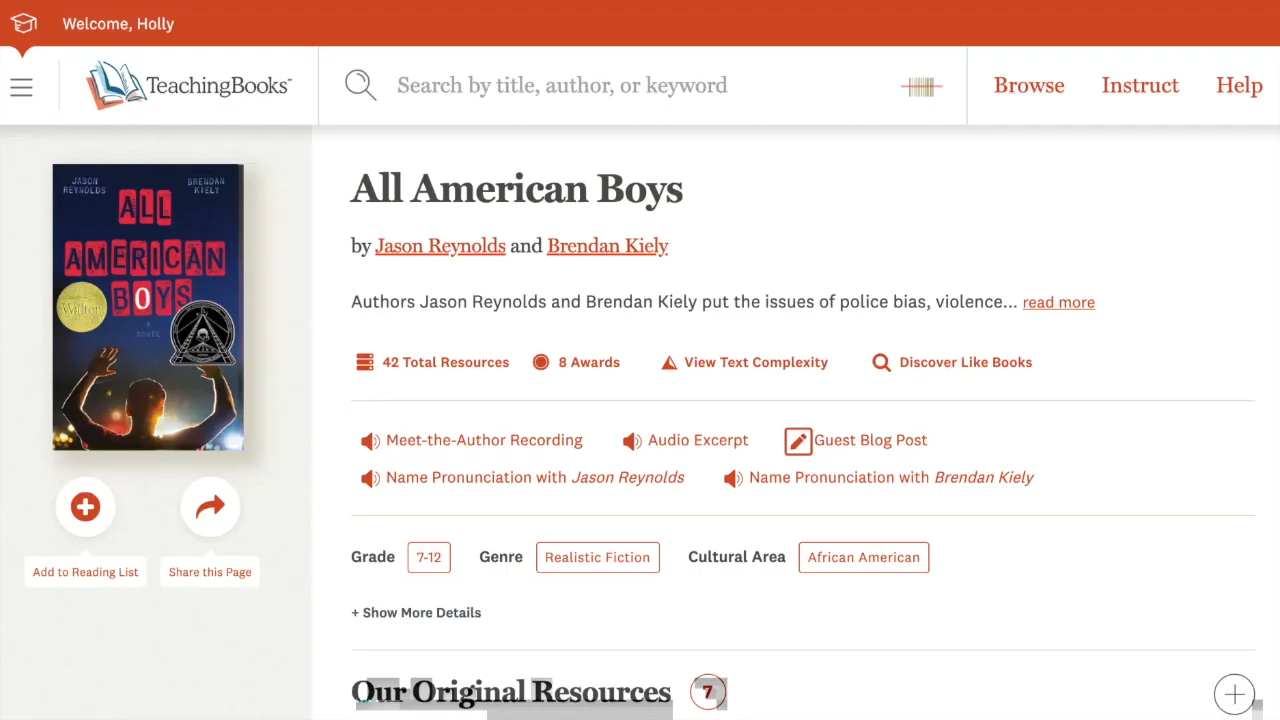 Welcome, Holly
TeachingBooks™
Search by title, author, or keyword
Browse
Instruct
Help
JASON REYNOLDS
BRENDAN KIELY
ALL
AMERICAN
BOYS
A NOVEL
Walter
Add to Reading List
Share this Page
All American Boys
by Jason Reynolds and Brendan Kiely
Authors Jason Reynolds and Brendan Kiely put the issues of police bias, violence... read more
42 Total Resources
8 Awards
View Text Complexity
Discover Like Books
Meet-the-Author Recording
Audio Excerpt
Guest Blog Post
Name Pronunciation with Jason Reynolds
Name Pronunciation with Brendan Kiely
Grade 7-12 Genre Realistic Fiction Cultural Area African American
+ Show More Details
Our Original Resources 7